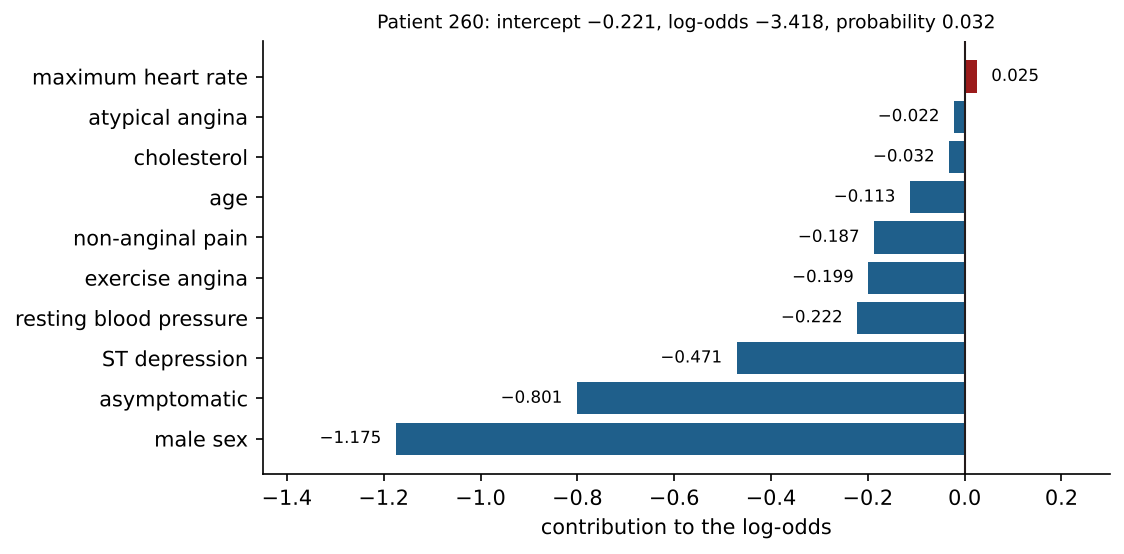 Patient 260: intercept −0.221, log-odds −3.418, probability 0.032
maximum heart rate 0.025
atypical angina −0.022
cholesterol −0.032
age −0.113
non-anginal pain −0.187
exercise angina −0.199
resting blood pressure −0.222
ST depression −0.471
asymptomatic −0.801
male sex −1.175
−1.4 −1.2 −1.0 −0.8 −0.6 −0.4 −0.2 0.0 0.2
contribution to the log-odds